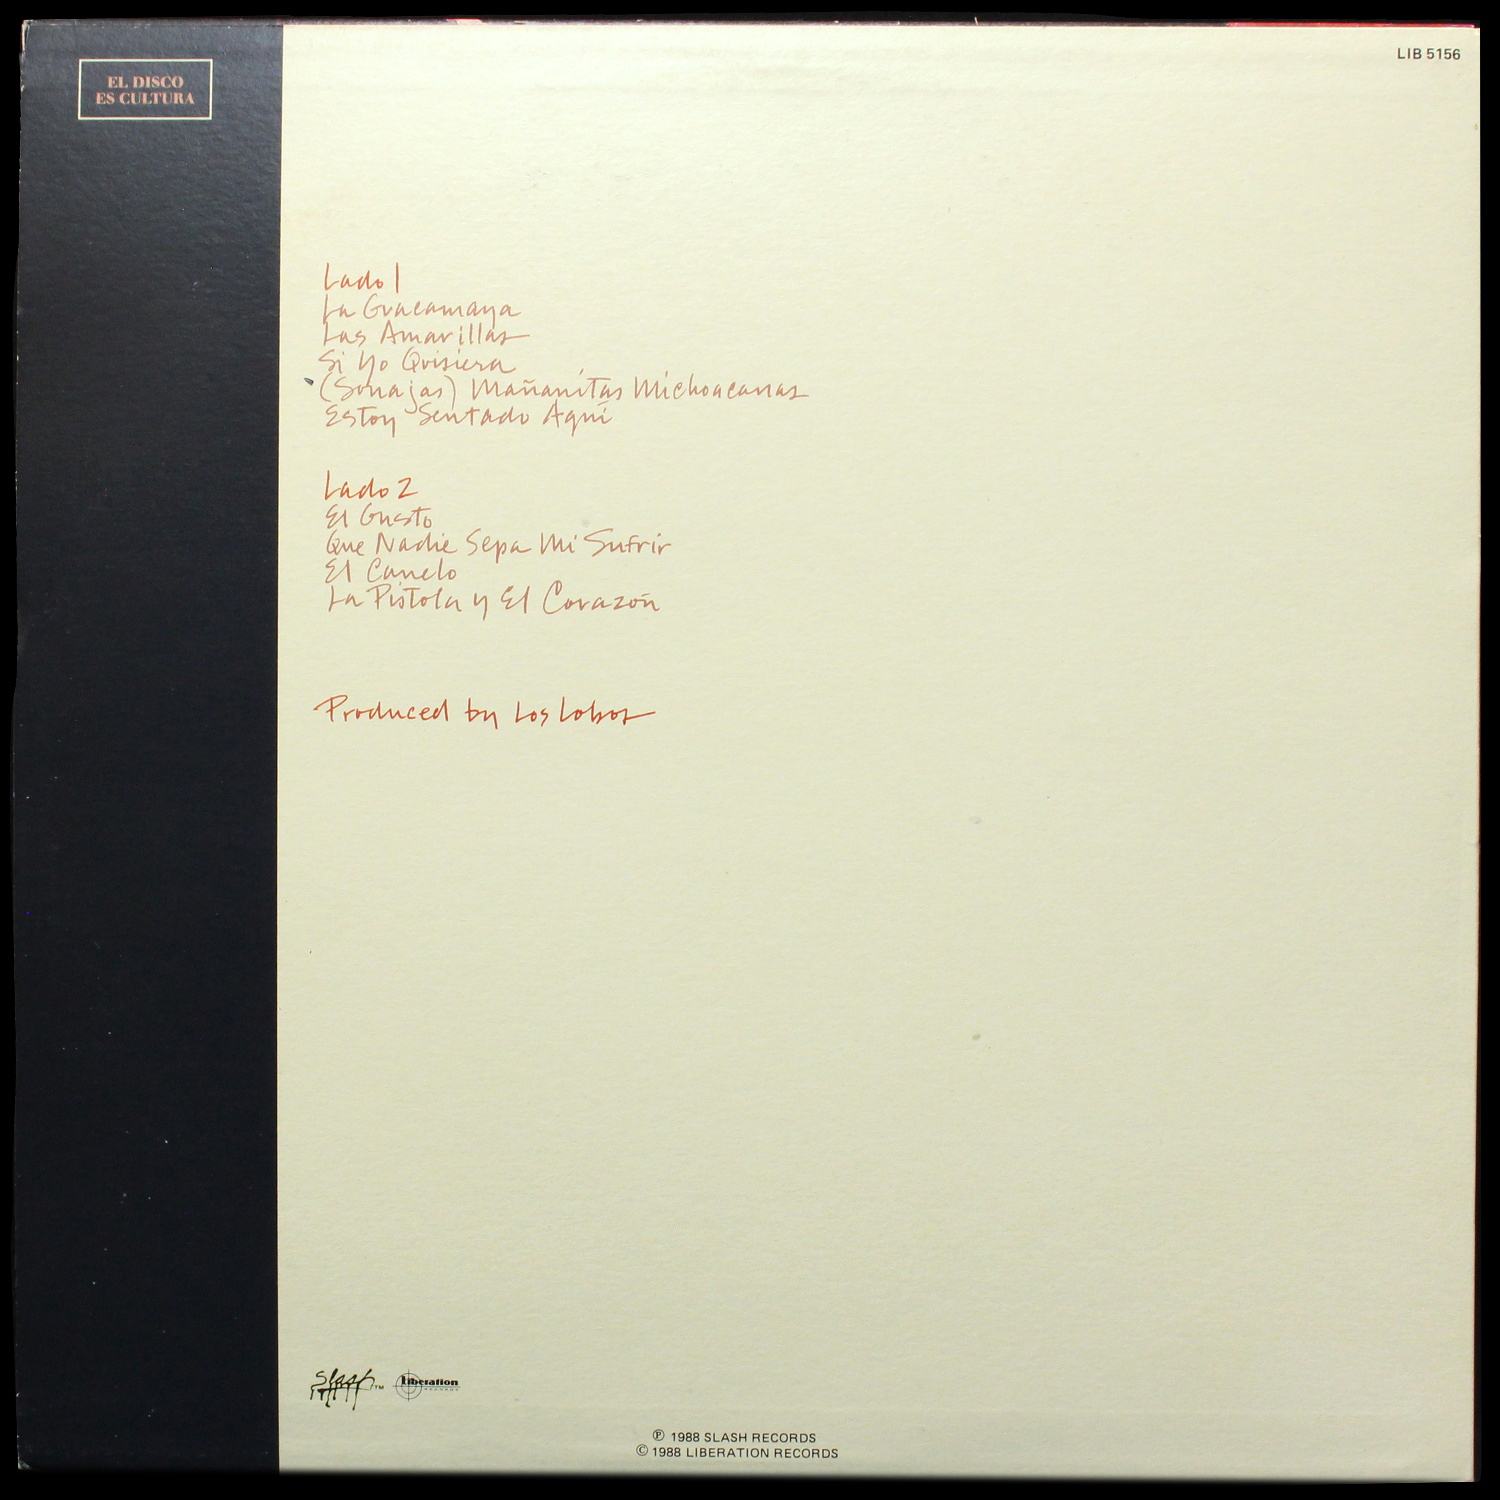 EL DISCO
ES CULTURA
LIB 5156
Lado 1
La Guacamaya
Las Amarillas
Si Yo Quisiera
(Sonajas) Mañanitas Michoacanas
Estoy Sentado Aquí
Lado 2
El Gusto
Que Nadie Sepa Mi Sufrir
El Canelo
La Pistola y El Corazón
Produced by Los Lobos
Slash™
Liberation
RECORDS
℗ 1988 SLASH RECORDS
© 1988 LIBERATION RECORDS